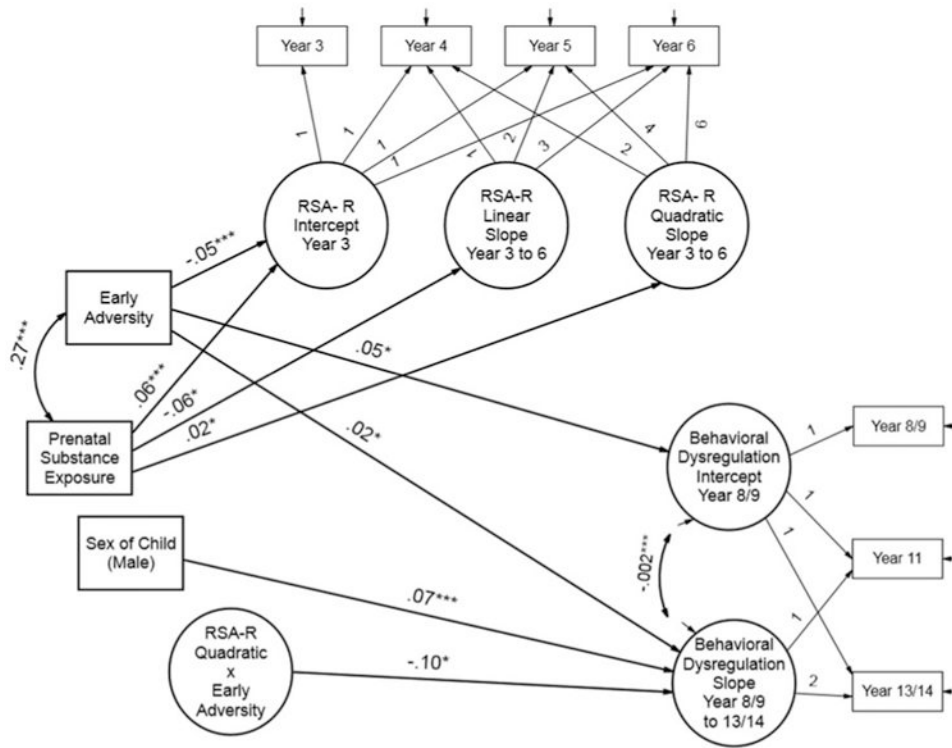 Year 3
Year 4
Year 5
Year 6
1
1
1
1
1
2
3
2
4
9
RSA- R
Intercept
Year 3
RSA-R
Linear
Slope
Year 3 to 6
RSA- R
Quadratic
Slope
Year 3 to 6
-.05***
Early
Adversity
.27***
.06***
-.06*
.02*
.05*
.02*
Prenatal
Substance
Exposure
Behavioral
Dysregulation
Intercept
Year 8/9
1
Year 8/9
1
1
Sex of Child
(Male)
-.002***
Year 11
.07***
1
RSA-R
Quadratic
x
Early
Adversity
-.10*
Behavioral
Dysregulation
Slope
Year 8/9
to 13/14
2
Year 13/14